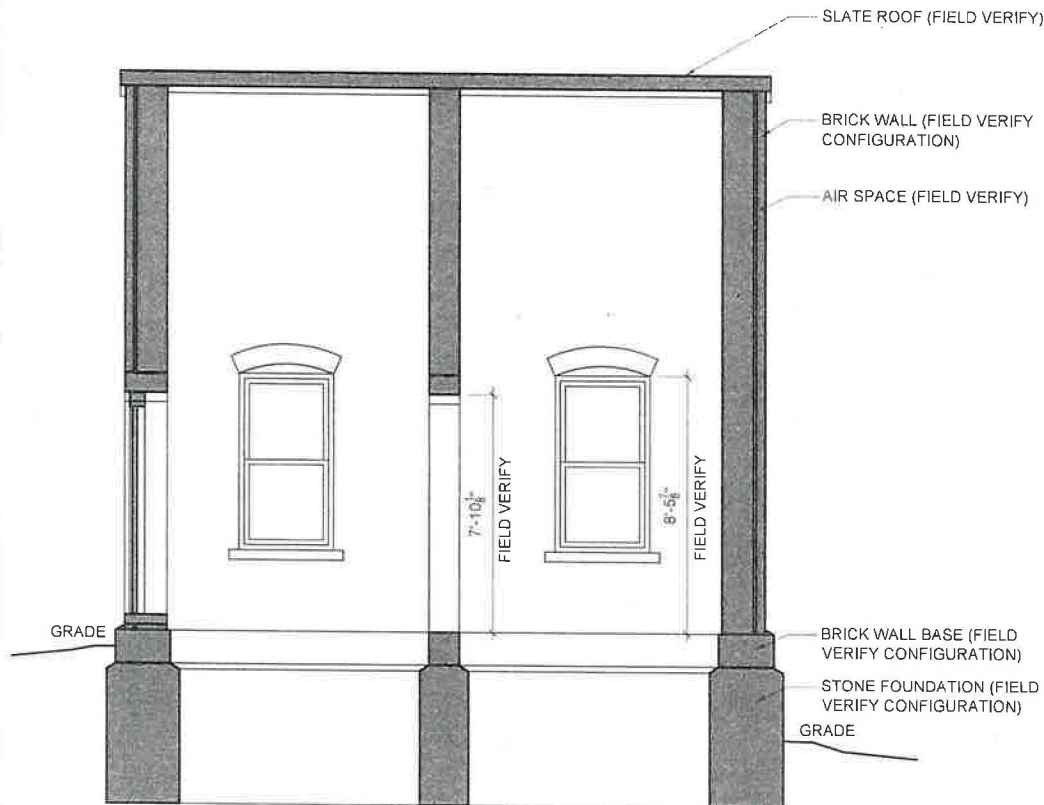 SLATE ROOF (FIELD VERIFY)
BRICK WALL (FIELD VERIFY
CONFIGURATION)
AIR SPACE (FIELD VERIFY)
7'-10⅛"
FIELD VERIFY
8'-5⅞"
FIELD VERIFY
GRADE
BRICK WALL BASE (FIELD
VERIFY CONFIGURATION)
STONE FOUNDATION (FIELD
VERIFY CONFIGURATION)
GRADE